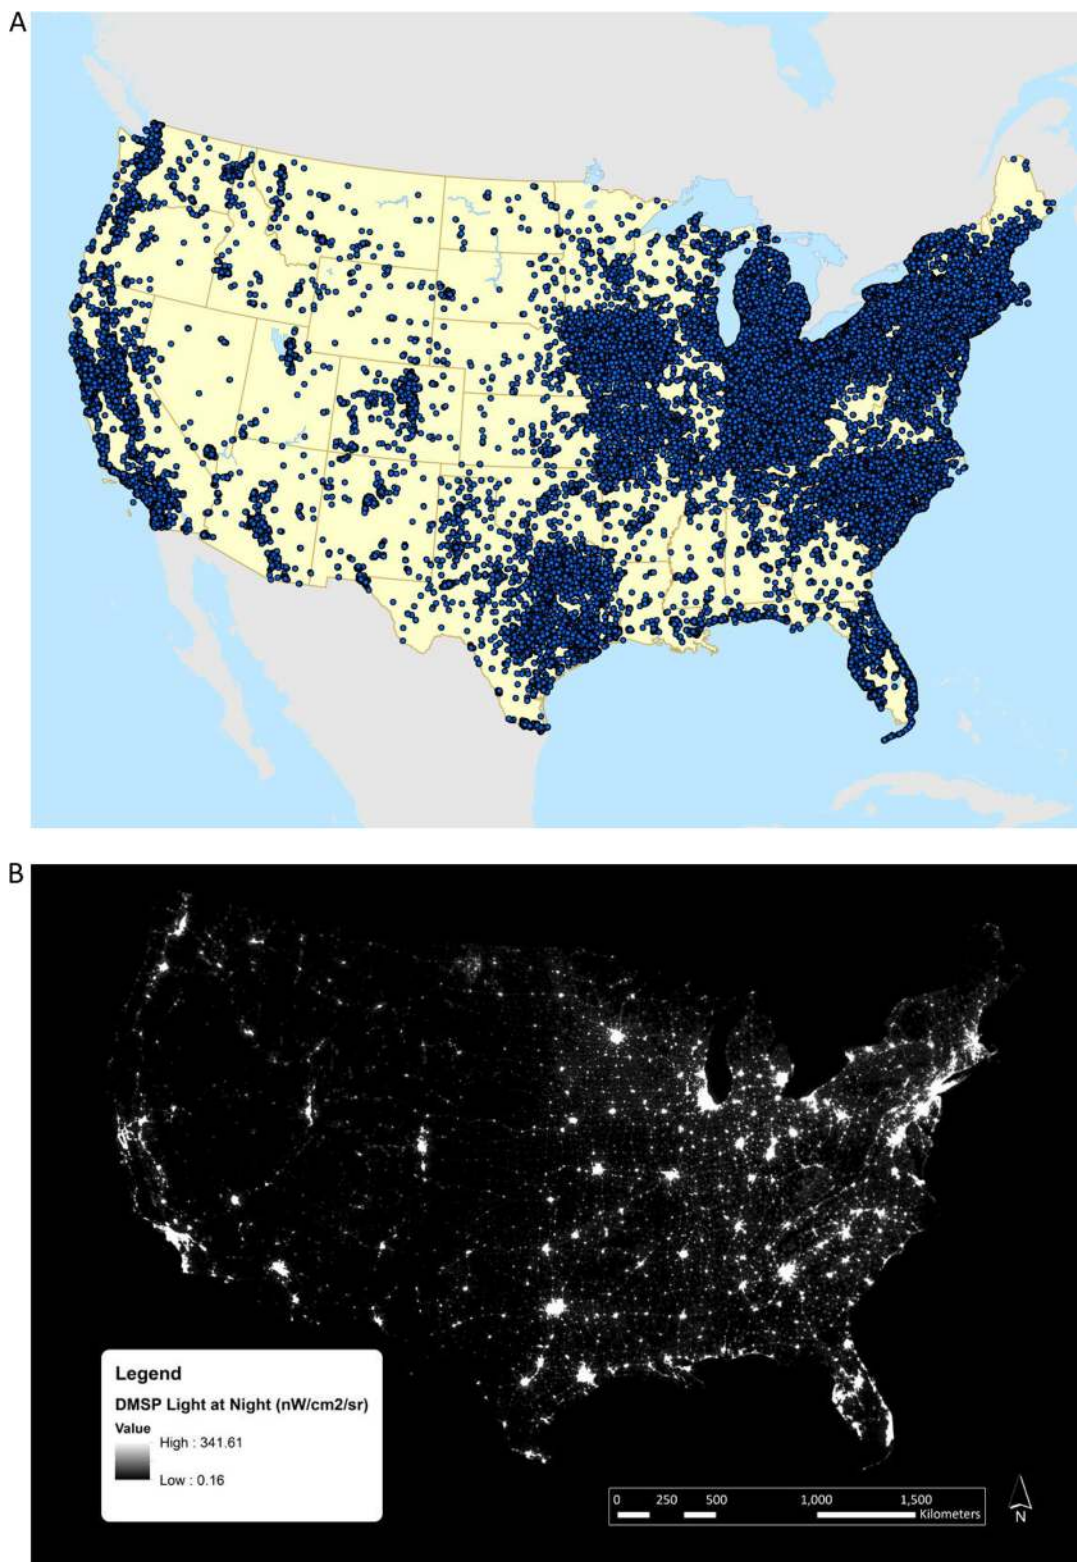 A
B
Legend
DMSP Light at Night (nW/cm2/sr)
Value
High : 341.61
Low : 0.16
0 250 500 1,000 1,500
Kilometers
N